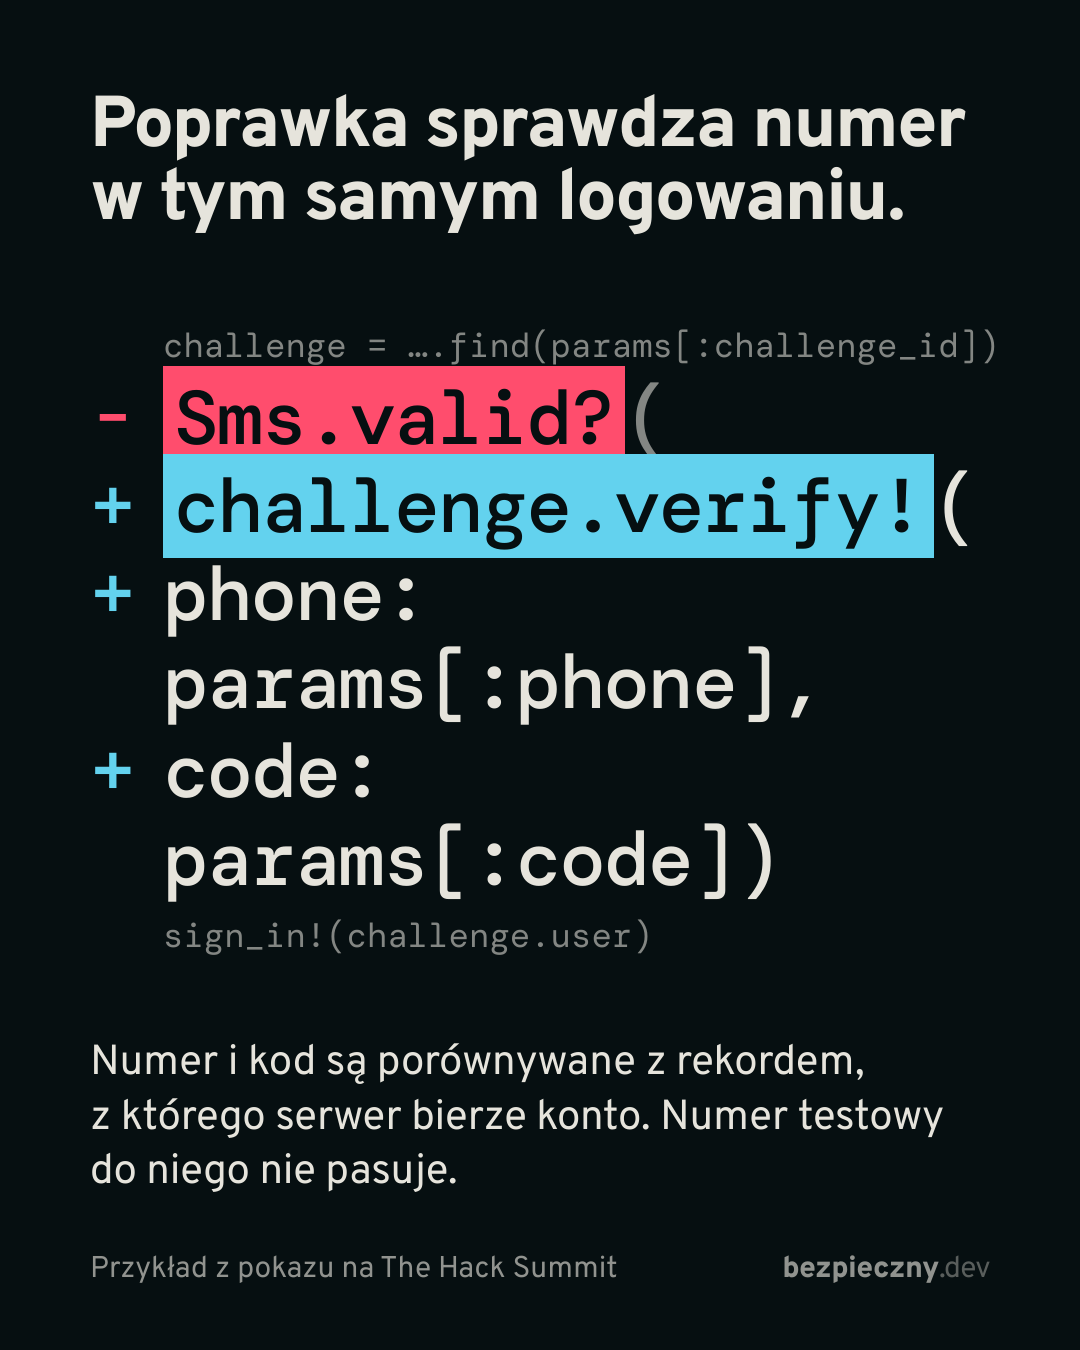 Poprawka sprawdza numer
w tym samym logowaniu.
challenge = ….find(params[:challenge_id])
- Sms.valid?(
+ challenge.verify!(
+ phone:
params[:phone],
+ code:
params[:code])
sign_in!(challenge.user)
Numer i kod są porównywane z rekordem,
z którego serwer bierze konto. Numer testowy
do niego nie pasuje.
Przykład z pokazu na The Hack Summit
bezpieczny.dev